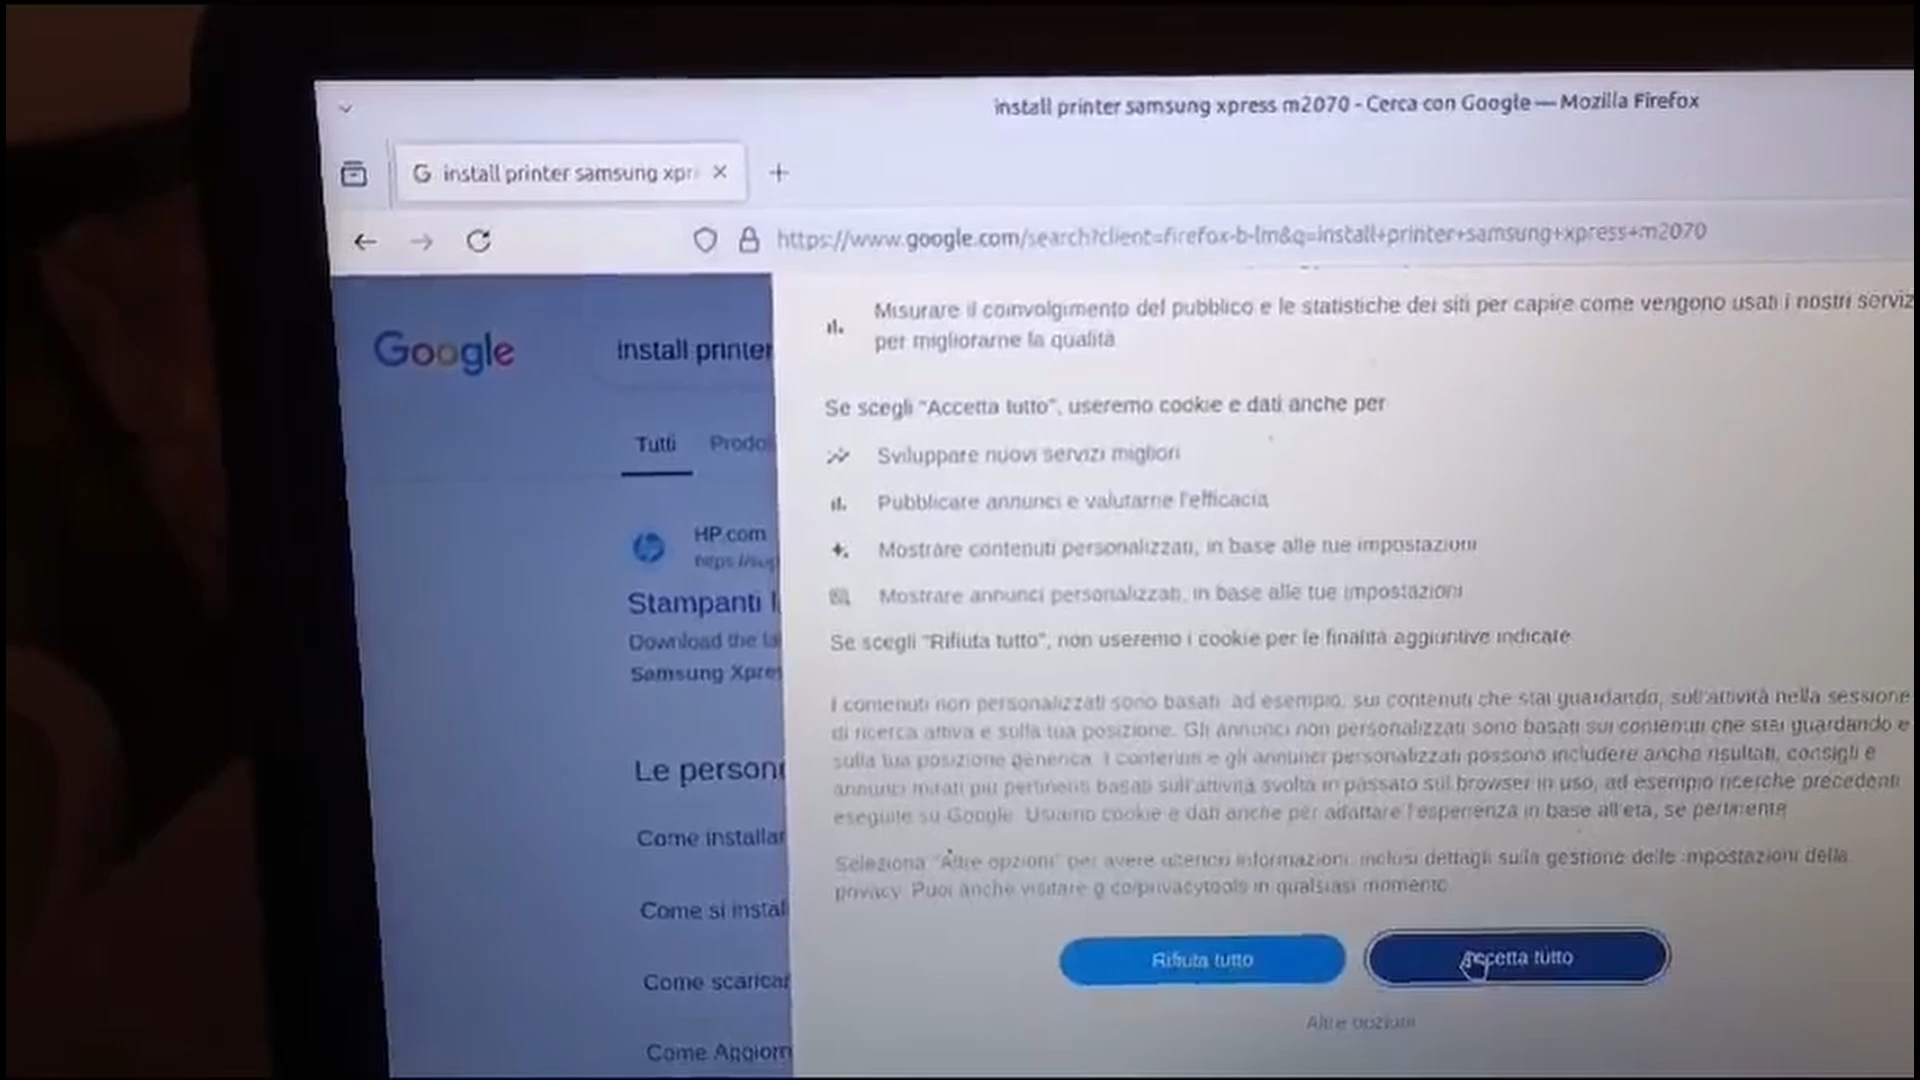 install printer samsung xpress m2070 - Cerca con Google — Mozilla Firefox
G install printer samsung xpr
https://www.google.com/search?client=firefox-b-lm&q=install+printer+samsung+xpress+m2070
Google
install printer
Tutti Prodo
HP.com
Stampanti
Download the la
Samsung Xpres
Le person
Come installar
Come si instal
Come scaricar
Come Aggiorn
Misurare il coinvolgimento del pubblico e le statistiche dei siti per capire come vengono usati i nostri serviz
per migliorarne la qualità
Se scegli "Accetta tutto", useremo cookie e dati anche per
Sviluppare nuovi servizi migliori
Pubblicare annunci e valutarne l'efficacia
Mostrare contenuti personalizzati, in base alle tue impostazioni
Mostrare annunci personalizzati, in base alle tue impostazioni
Se scegli "Rifiuta tutto", non useremo i cookie per le finalità aggiuntive indicate
I contenuti non personalizzati sono basati, ad esempio, sui contenuti che stai guardando, sull'attività nella sessione
di ricerca attiva e sulla tua posizione. Gli annunci non personalizzati sono basati sui contenuti che stai guardando e
sulla tua posizione generica. I contenuti e gli annunci personalizzati possono includere anche risultati, consigli e
annunci mirati più pertinenti basati sull'attività svolta in passato sul browser in uso, ad esempio ricerche precedenti
eseguite su Google. Usiamo cookie e dati anche per adattare l'esperienza in base all'età, se pertinente
Seleziona "Altre opzioni" per avere ulteriori informazioni, inclusi dettagli sulla gestione delle impostazioni della
privacy. Puoi anche visitare g.co/privacytools in qualsiasi momento.
Rifiuta tutto Accetta tutto
Altre opzioni